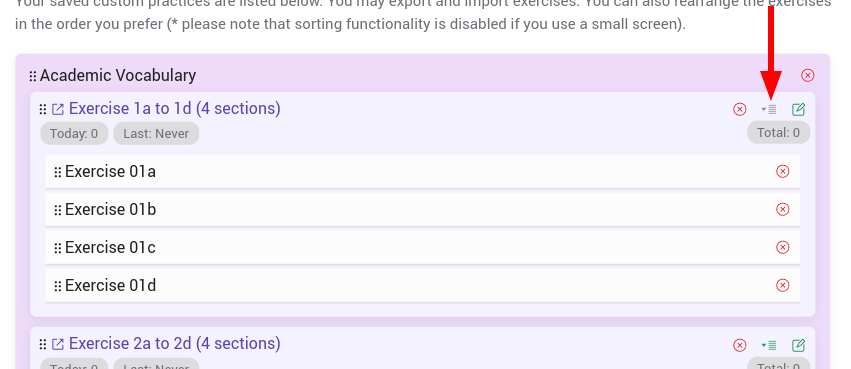 Your saved custom practices are listed below. You may export and import exercises. You can also rearrange the exercises
in the order you prefer (* please note that sorting functionality is disabled if you use a small screen).
Academic Vocabulary
Exercise 1a to 1d (4 sections)
Today: 0 Last: Never Total: 0
Exercise 01a
Exercise 01b
Exercise 01c
Exercise 01d
Exercise 2a to 2d (4 sections)
Today: 0 Last: Never Total: 0